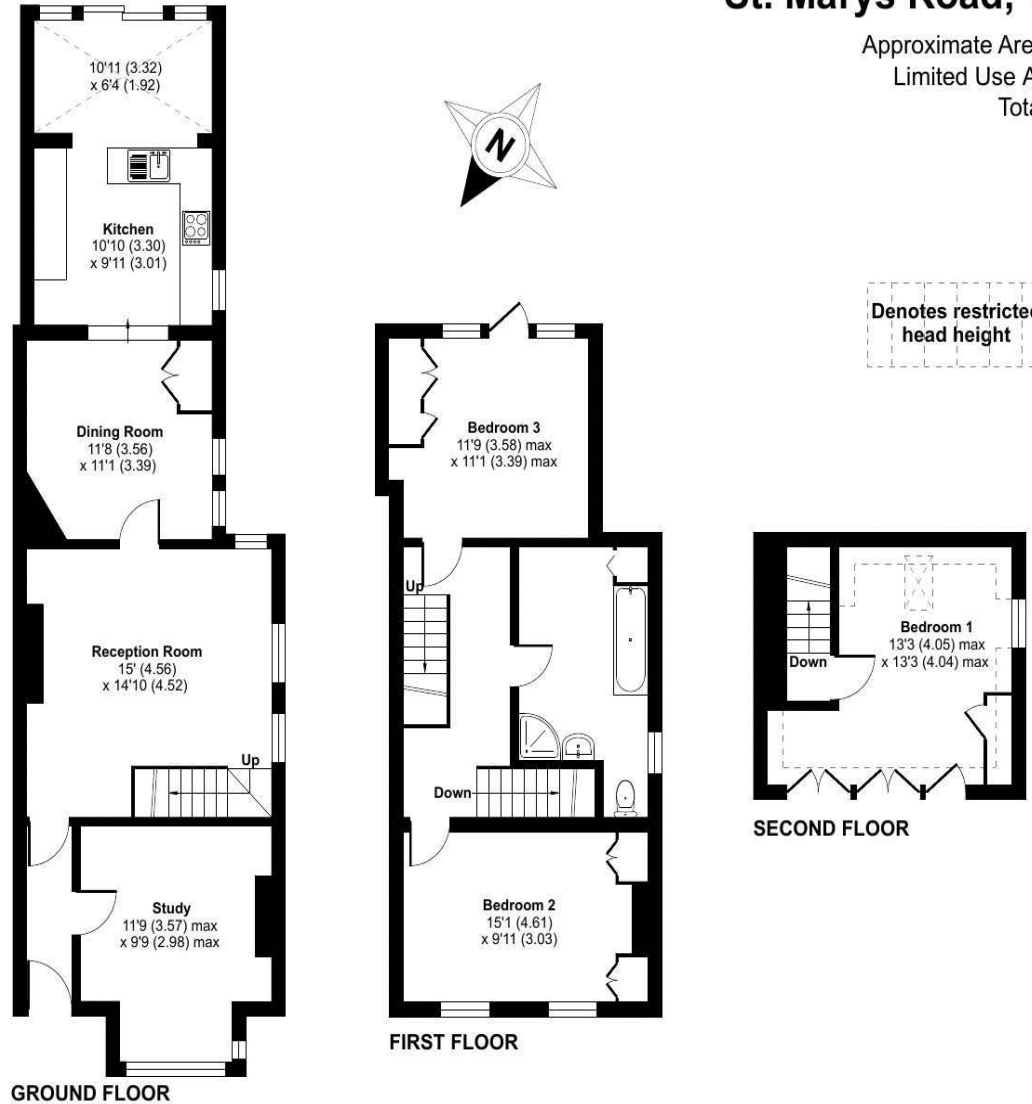 St. Marys Road,
Approximate
Limited Use
10'11 (3.32)
x 6'4 (1.92)
N
Kitchen
10'10 (3.30)
x 9'11 (3.01)
Denotes restricted
head height
Dining Room
11'8 (3.56)
x 11'1 (3.39)
Bedroom 3
11'9 (3.58) max
x 11'1 (3.39) max
Up
Reception Room
15' (4.56)
x 14'10 (4.52)
Up
Bedroom 1
13'3 (4.05) max
x 13'3 (4.04) max
Down
Down
SECOND FLOOR
Study
11'9 (3.57) max
x 9'9 (2.98) max
Bedroom 2
15'1 (4.61)
x 9'11 (3.03)
FIRST FLOOR
GROUND FLOOR